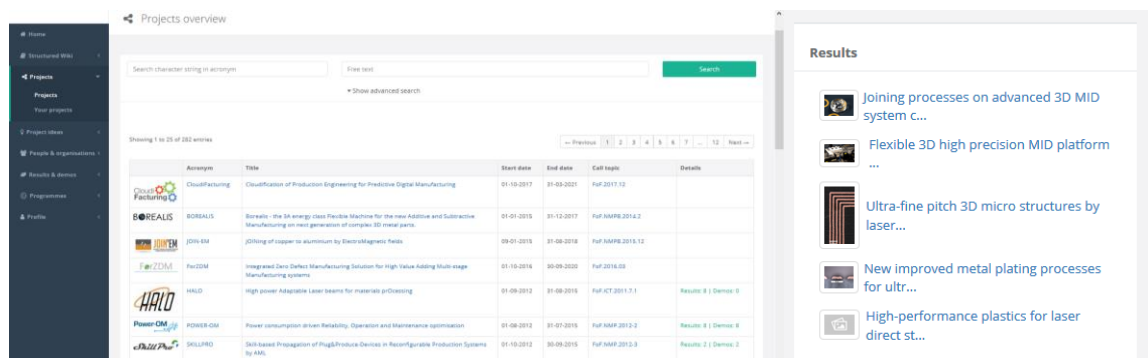 Projects overview
Home
Structured Wiki
Projects
Projects
Your projects
Project ideas
People & organisations
Results & demos
Programmes
Profile
Search character string in acronym
Free text
Search
Show advanced search
Showing 1 to 25 of 282 entries
← Previous 1 2 3 4 5 6 7 ... 12 Next →
Acronym Title Start date End date Call topic Details
Cloudi Facturing CloudiFacturing Cloudification of Production Engineering for Predictive Digital Manufacturing 01-10-2017 31-03-2021 FoF.2017.12
BOREALIS BOREALIS Borealis - the 3A energy class Flexible Machine for the new Additive and Subtractive 01-01-2015 31-12-2017 FoF.NMPB.2014.2
Manufacturing on next generation of complex 3D metal parts.
JOIN'EM JOIN-EM JOINing of copper to aluminium by ElectroMagnetic fields 09-01-2015 31-08-2018 FoF.NMPB.2015.12
ForZDM ForZDM Integrated Zero Defect Manufacturing Solution for High Value Adding Multi-stage 01-10-2016 30-09-2020 FoF.2016.03
Manufacturing systems
HALO HALO High power Adaptable Laser beams for materials prOcessing 01-09-2012 31-08-2015 FoF.ICT.2011.7.1 Results: 8 | Demos: 0
Power-OM POWER-OM Power consumption driven Reliability, Operation and Maintenance optimisation 01-08-2012 31-07-2015 FoF.NMP.2012-2 Results: 8 | Demos: 8
SkillPro SKILLPRO Skill-based Propagation of Plug&Produce-Devices in Reconfigurable Production Systems 01-10-2012 30-09-2015 FoF.NMP.2012-3 Results: 2 | Demos: 2
by AML
Results
Joining processes on advanced 3D MID
system c...
Flexible 3D high precision MID platform
...
Ultra-fine pitch 3D micro structures by
laser...
New improved metal plating processes
for ultr...
High-performance plastics for laser
direct st...